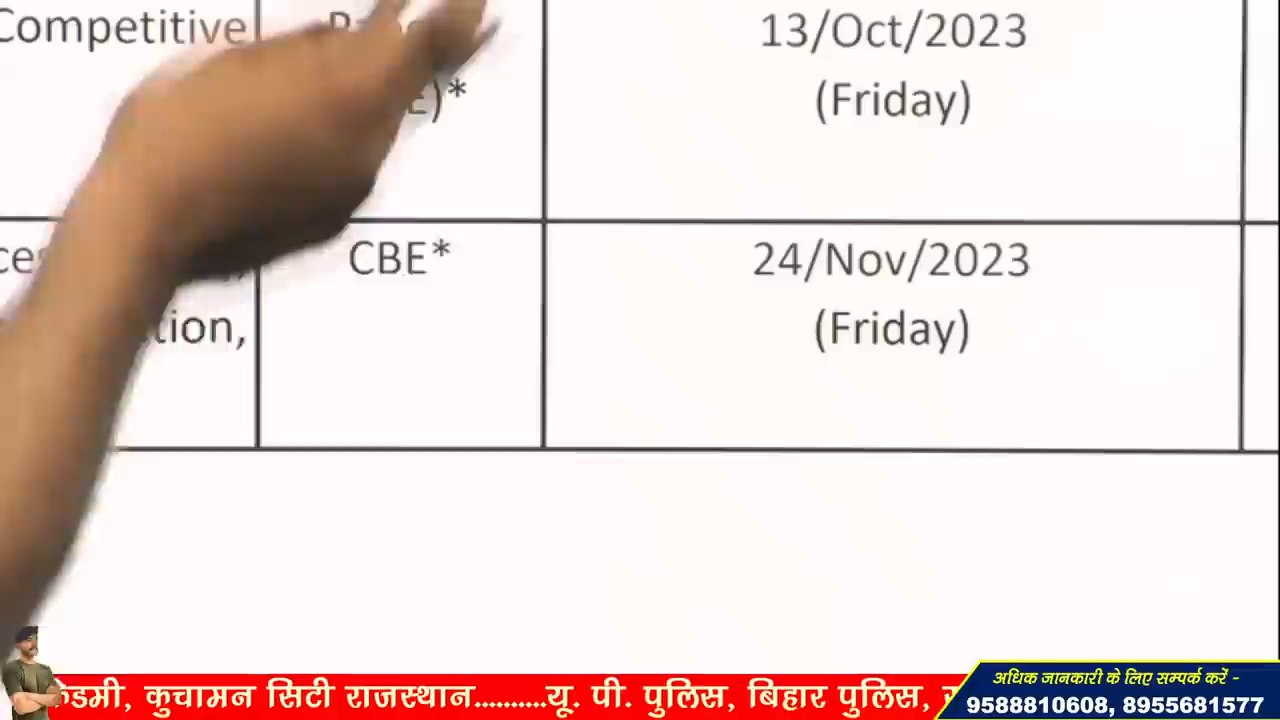 Competitive
13/Oct/2023
)*
(Friday)
CBE*
24/Nov/2023
tion,
(Friday)
अधिक जानकारी के लिए सम्पर्क करें -
डमी, कुचामन सिटी राजस्थान..........यू. पी. पुलिस, बिहार पुलिस,
9588810608, 8955681577